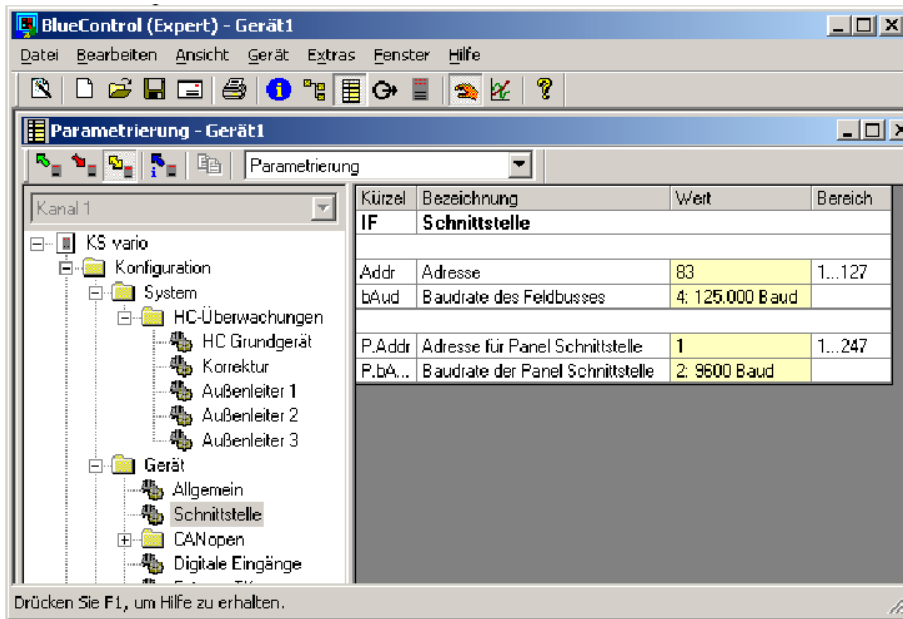 BlueControl (Expert) - Gerät1
Datei Bearbeiten Ansicht Gerät Extras Fenster Hilfe
Parametrierung - Gerät1
Parametrierung
Kanal 1
KS vario
Konfiguration
System
HC-Überwachungen
HC Grundgerät
Korrektur
Außenleiter 1
Außenleiter 2
Außenleiter 3
Gerät
Allgemein
Schnittstelle
CANopen
Digitale Eingänge
Kürzel Bezeichnung Wert Bereich
IF Schnittstelle
Addr Adresse 83 1...127
bAud Baudrate des Feldbusses 4: 125.000 Baud
P.Addr Adresse für Panel Schnittstelle 1 1...247
P.bA... Baudrate der Panel Schnittstelle 2: 9600 Baud
Drücken Sie F1, um Hilfe zu erhalten.